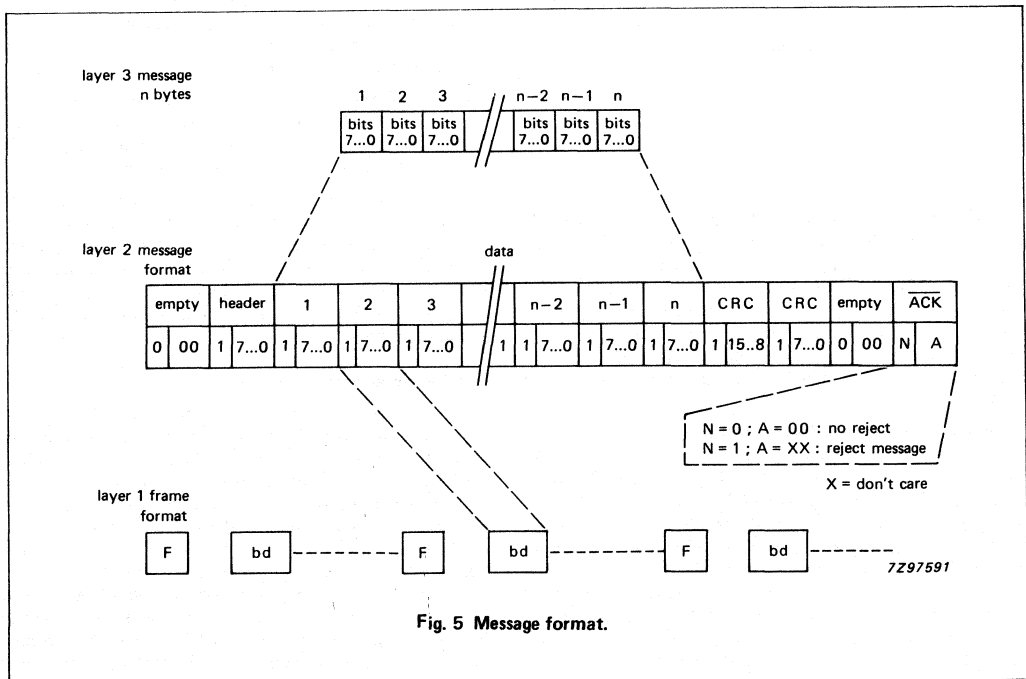 layer 3 message
n bytes
1 2 3 n−2 n−1 n
bits bits bits bits bits bits
7...0 7...0 7...0 7...0 7...0 7...0
layer 2 message
format
data
empty header 1 2 3 n−2 n−1 n CRC CRC empty ACK
0 00 1 7...0 1 7...0 1 7...0 1 7...0 1 1 7...0 1 7...0 1 7...0 1 15..8 1 7...0 0 00 N A
N = 0 ; A = 00 : no reject
N = 1 ; A = XX : reject message
X = don't care
layer 1 frame
format
F bd F bd F bd
7Z97591
Fig. 5 Message format.